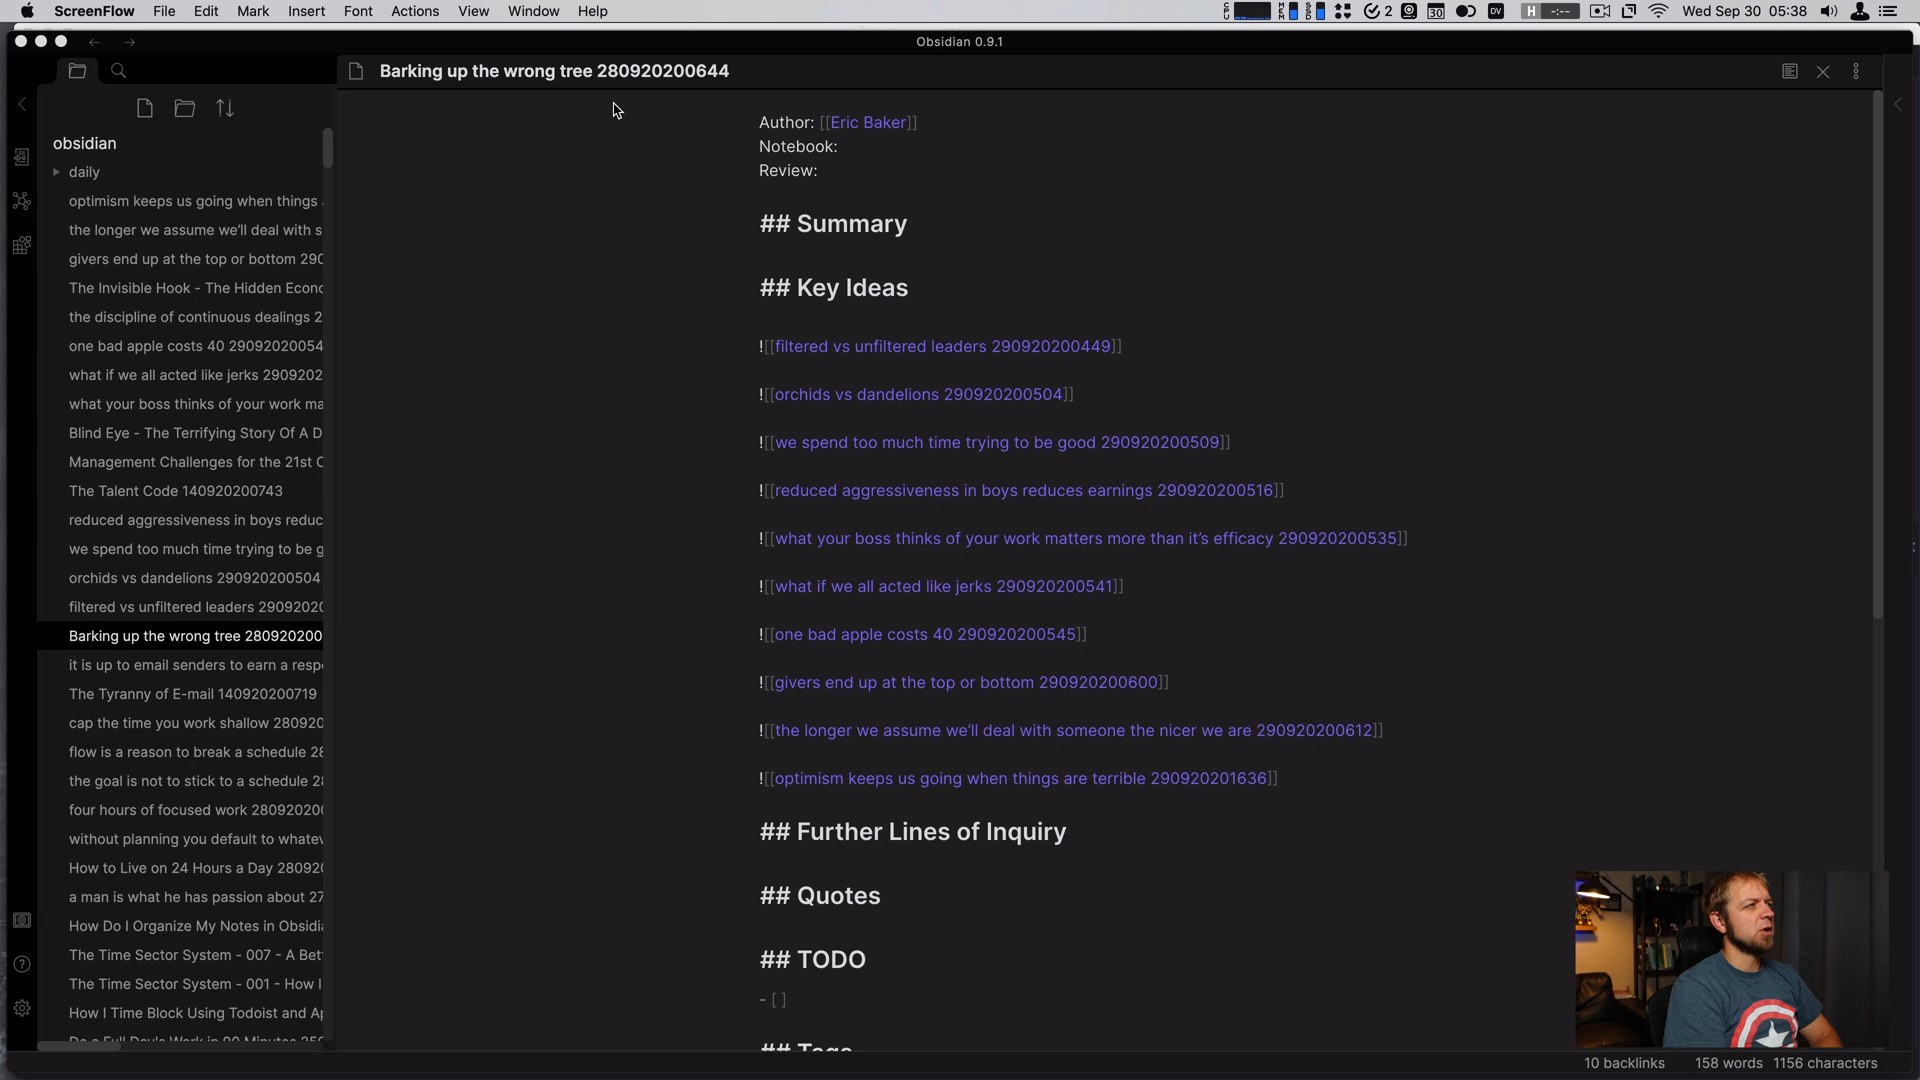 ScreenFlow File Edit Mark Insert Font Actions View Window Help
2 30 DV H -:-- Wed Sep 30 05:38
Obsidian 0.9.1
Barking up the wrong tree 280920200644
obsidian
daily
optimism keeps us going when things
the longer we assume we'll deal with s
givers end up at the top or bottom 290
The Invisible Hook - The Hidden Econo
the discipline of continuous dealings 2
one bad apple costs 40 29092020054
what if we all acted like jerks 2909202
what your boss thinks of your work ma
Blind Eye - The Terrifying Story Of A D
Management Challenges for the 21st C
The Talent Code 140920200743
reduced aggressiveness in boys reduc
we spend too much time trying to be g
orchids vs dandelions 290920200504
filtered vs unfiltered leaders 29092020
Barking up the wrong tree 280920200
it is up to email senders to earn a resp
The Tyranny of E-mail 140920200719
cap the time you work shallow 280920
flow is a reason to break a schedule 28
the goal is not to stick to a schedule 28
four hours of focused work 28092020
without planning you default to whatev
How to Live on 24 Hours a Day 28092
a man is what he has passion about 27
How Do I Organize My Notes in Obsidi
The Time Sector System - 007 - A Bet
The Time Sector System - 001 - How I
How I Time Block Using Todoist and A
Do a Full Day's Work in 90 Minutes 25
Author: [[Eric Baker]]
Notebook:
Review:
## Summary
## Key Ideas
![[filtered vs unfiltered leaders 290920200449]]
![[orchids vs dandelions 290920200504]]
![[we spend too much time trying to be good 290920200509]]
![[reduced aggressiveness in boys reduces earnings 290920200516]]
![[what your boss thinks of your work matters more than it’s efficacy 290920200535]]
![[what if we all acted like jerks 290920200541]]
![[one bad apple costs 40 290920200545]]
![[givers end up at the top or bottom 290920200600]]
![[the longer we assume we’ll deal with someone the nicer we are 290920200612]]
![[optimism keeps us going when things are terrible 290920201636]]
## Further Lines of Inquiry
## Quotes
## TODO
- [ ]
## Tags
10 backlinks 158 words 1156 characters